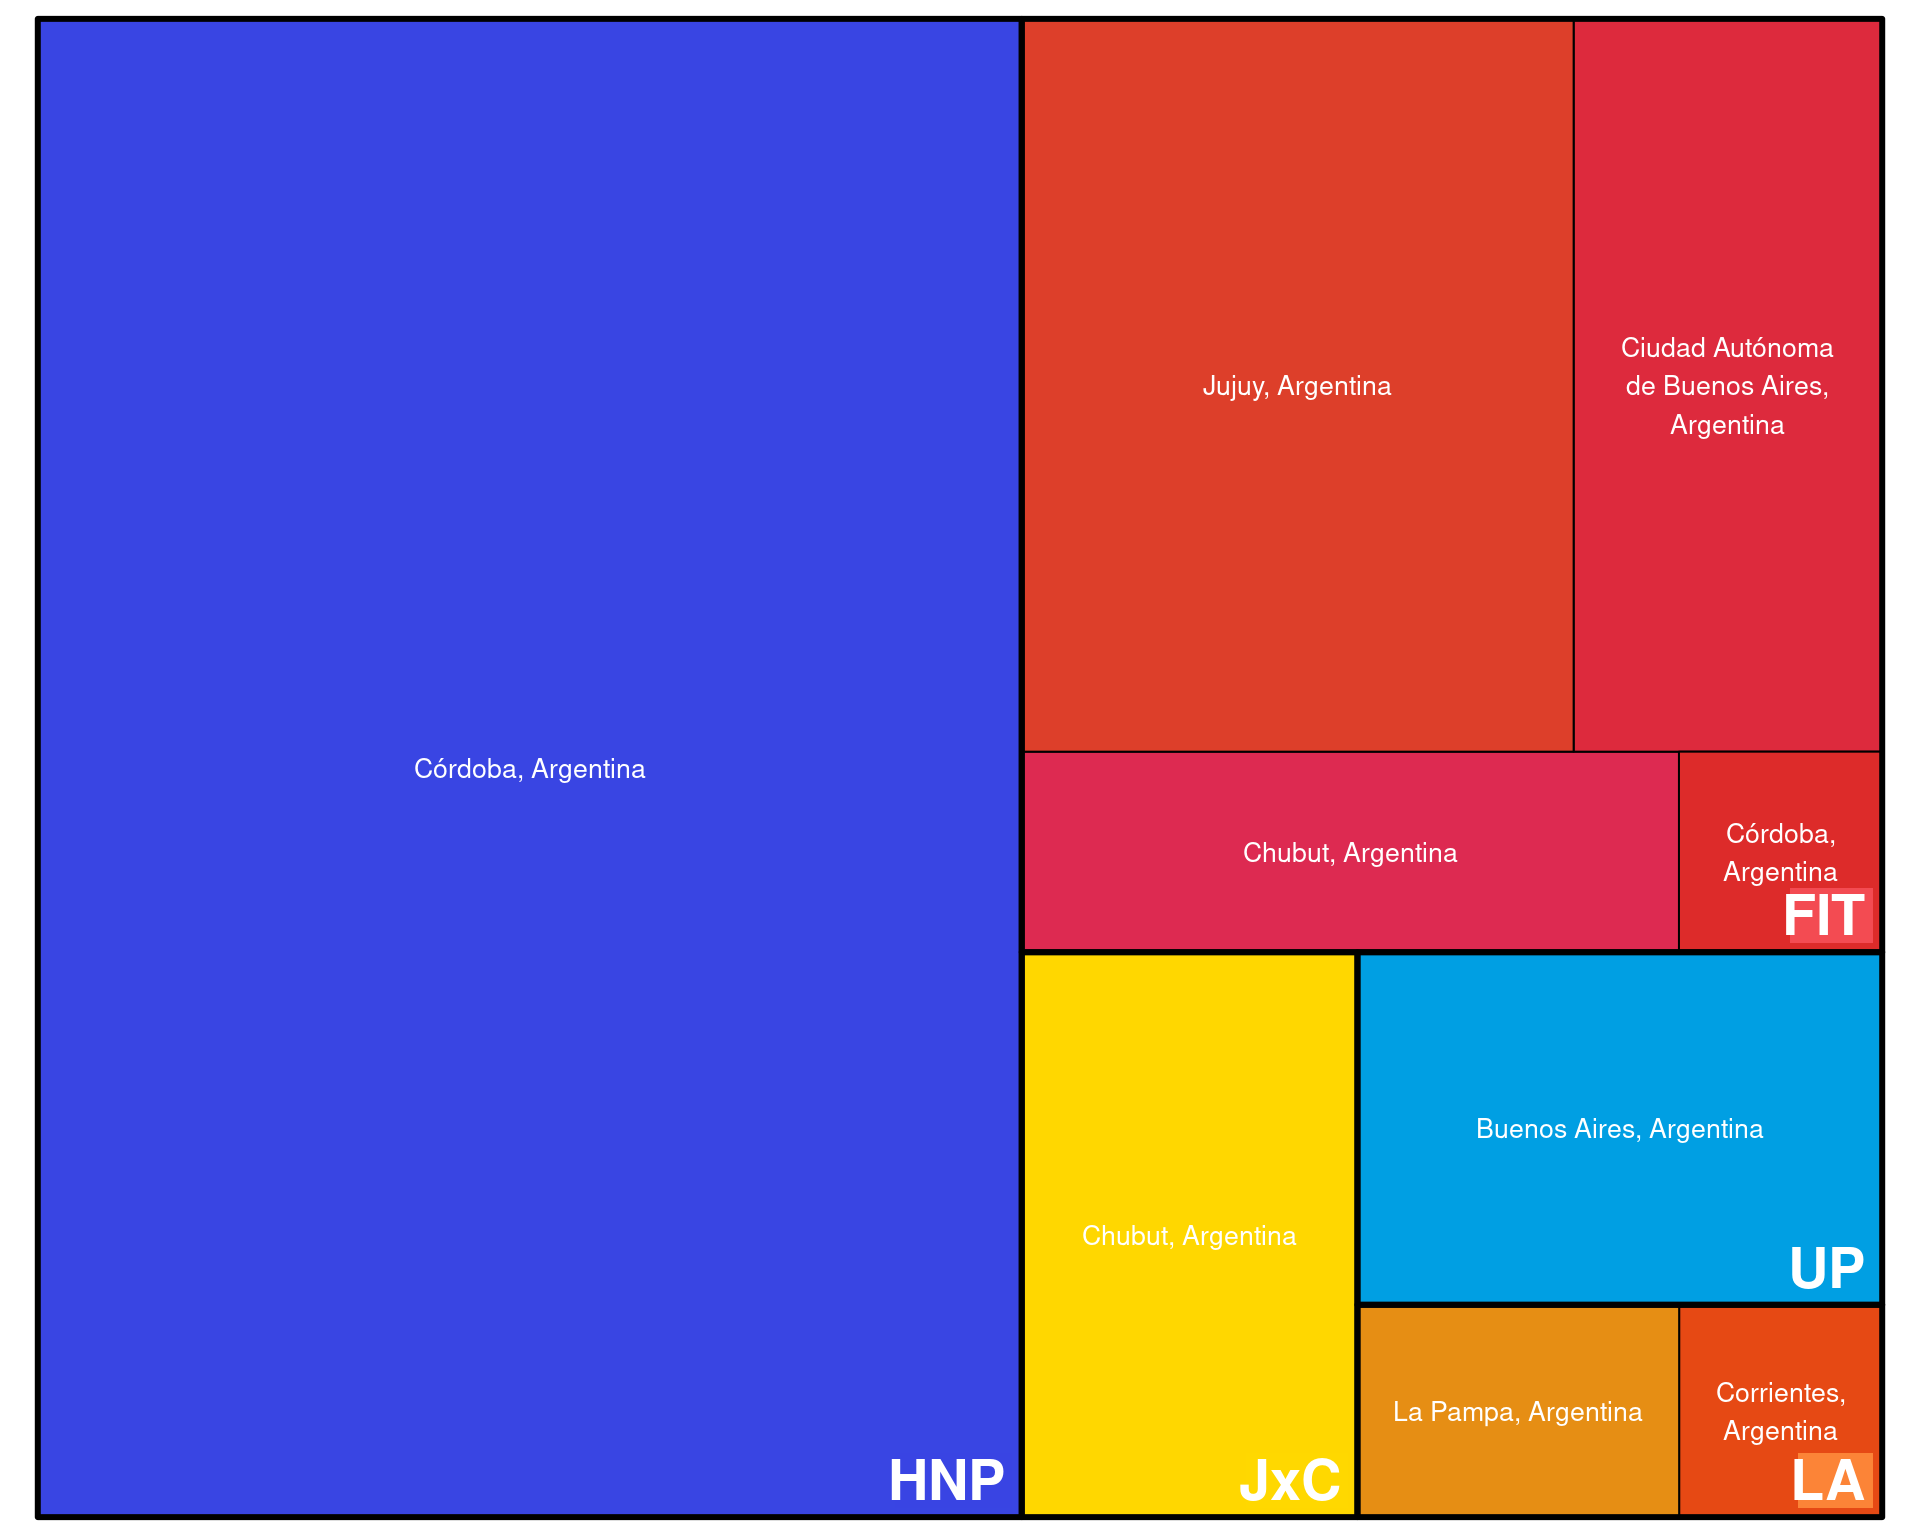 Córdoba, Argentina
HNP
Jujuy, Argentina
Ciudad Autónoma
de Buenos Aires,
Argentina
Chubut, Argentina
Córdoba,
Argentina
FIT
Chubut, Argentina
JxC
Buenos Aires, Argentina
UP
La Pampa, Argentina
Corrientes,
Argentina
LA